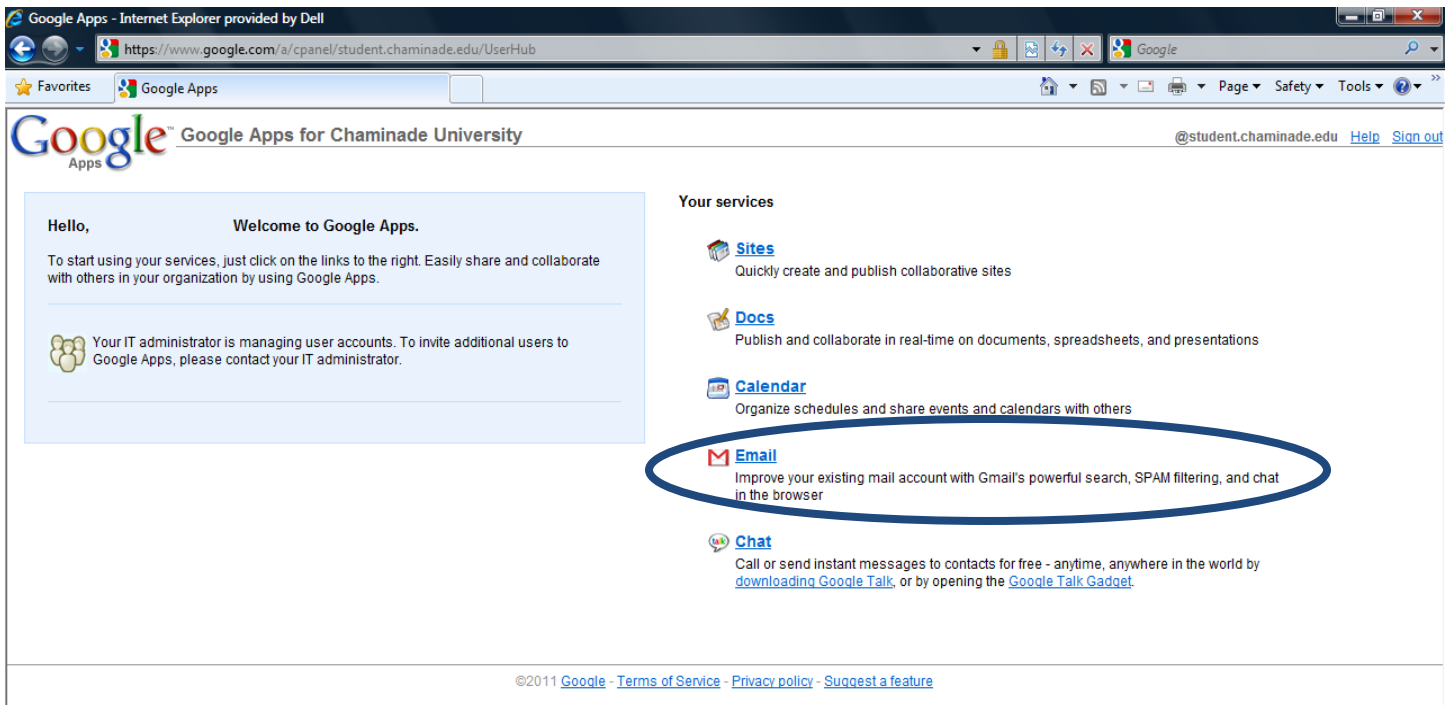 Google Apps - Internet Explorer provided by Dell
https://www.google.com/a/cpanel/student.chaminade.edu/UserHub
Google
Favorites
Google Apps
Page
Safety
Tools
Google™ Apps
Google Apps for Chaminade University
@student.chaminade.edu Help Sign out
Hello, Welcome to Google Apps.
To start using your services, just click on the links to the right. Easily share and collaborate
with others in your organization by using Google Apps.
Your IT administrator is managing user accounts. To invite additional users to
Google Apps, please contact your IT administrator.
Your services
Sites
Quickly create and publish collaborative sites
Docs
Publish and collaborate in real-time on documents, spreadsheets, and presentations
Calendar
Organize schedules and share events and calendars with others
Email
Improve your existing mail account with Gmail's powerful search, SPAM filtering, and chat
in the browser
talk
Chat
Call or send instant messages to contacts for free - anytime, anywhere in the world by
downloading Google Talk, or by opening the Google Talk Gadget.
©2011 Google - Terms of Service - Privacy policy - Suggest a feature